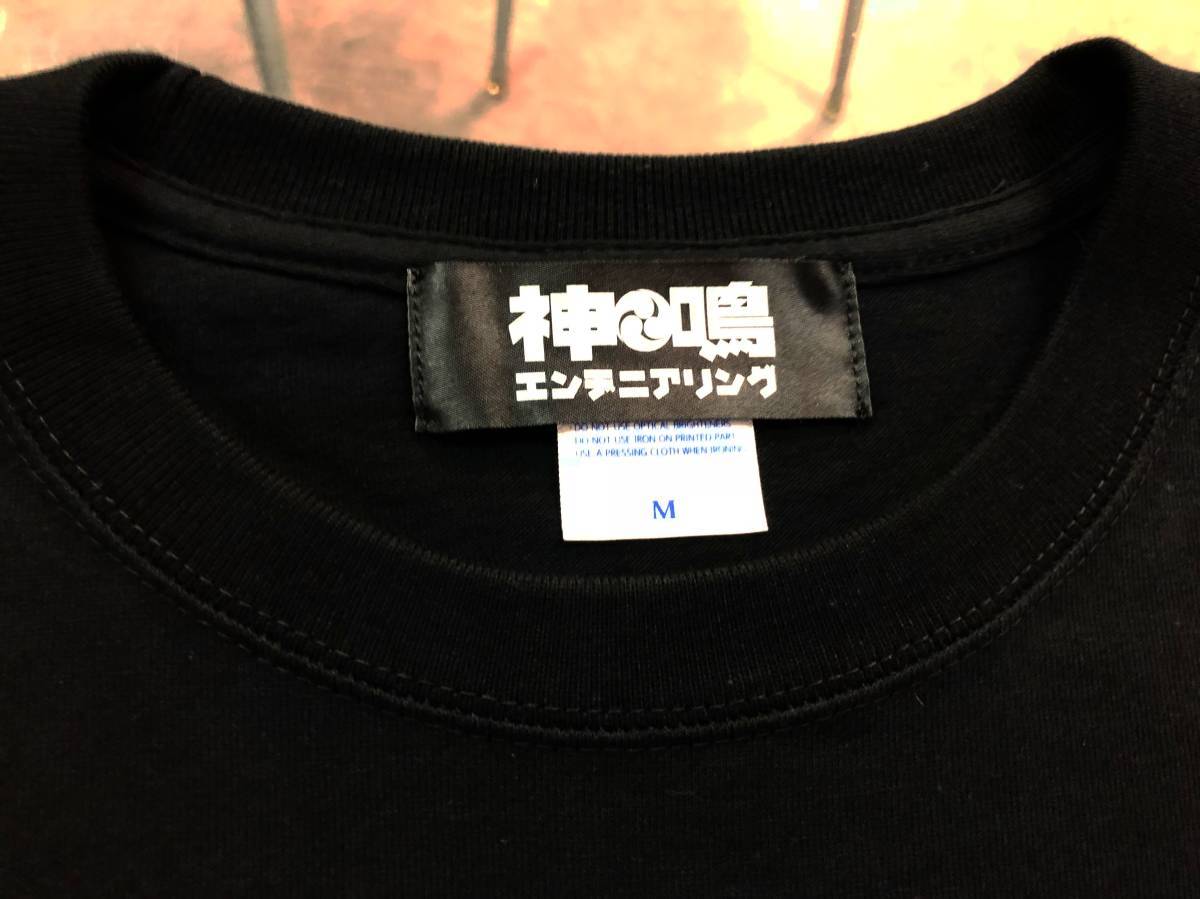 神鳴
エンヂニアリング
DO NOT USE OPTICAL BRIGHTENERS
DO NOT USE IRON ON PRINTED PART
USE A PRESSING CLOTH WHEN IRONING
M